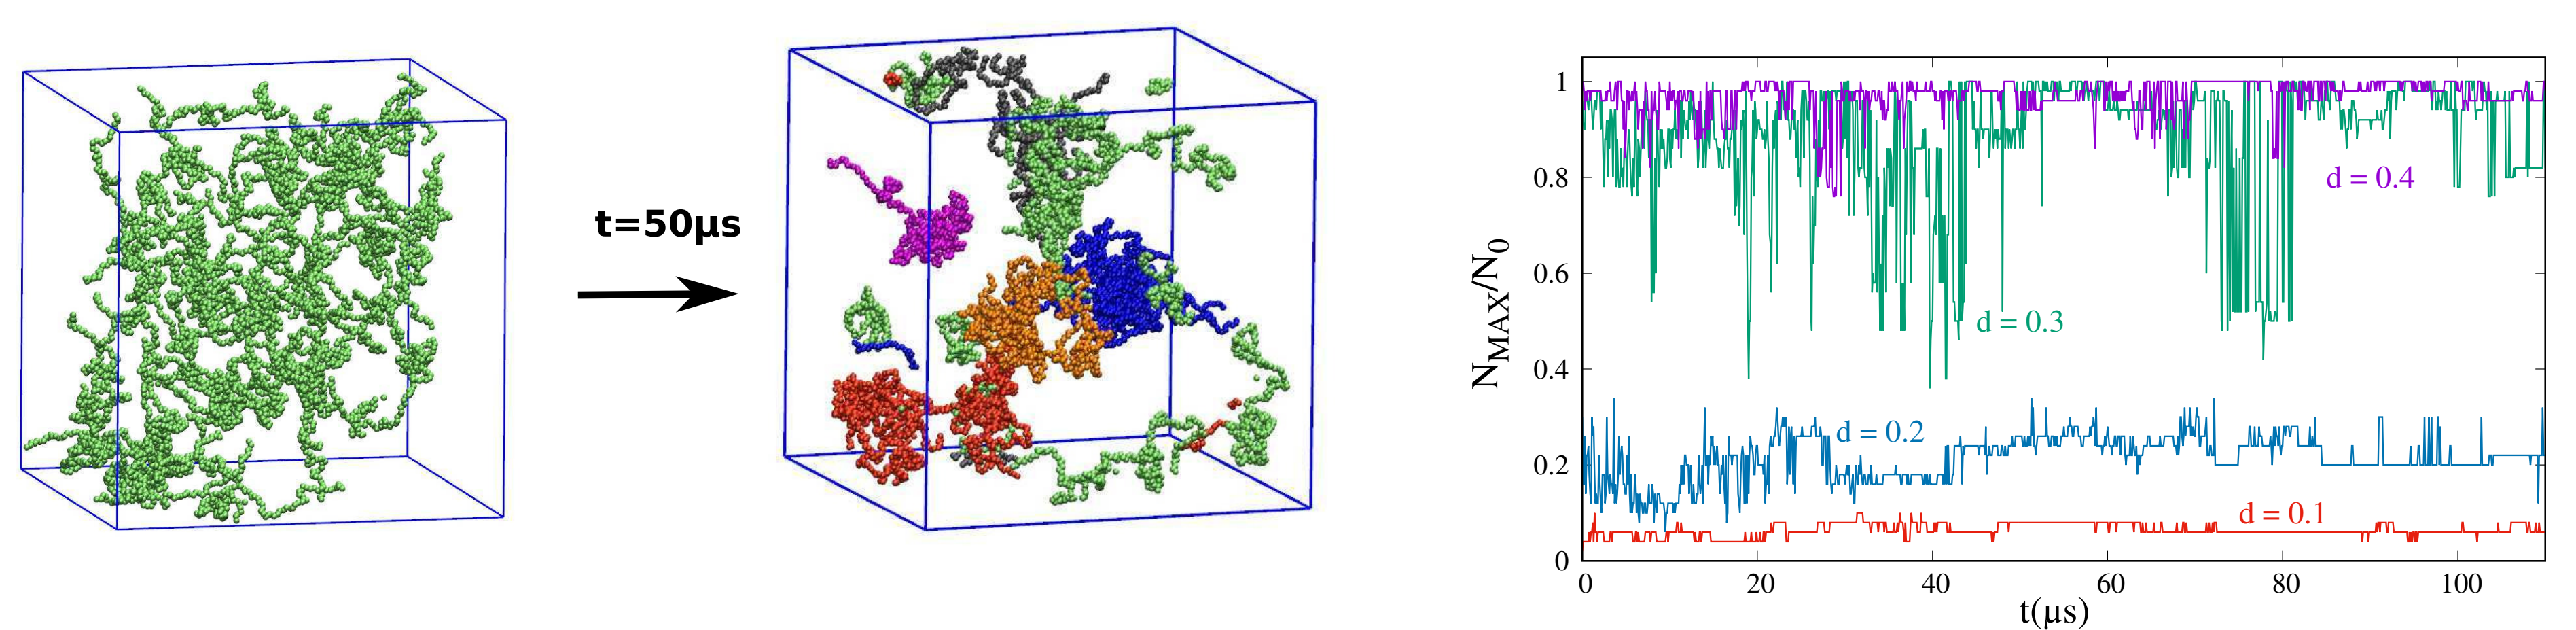 t=50μs
N_MAX/N_0
1
0.8
0.6
0.4
0.2
0
d = 0.4
d = 0.3
d = 0.2
d = 0.1
0 20 40 60 80 100
t(μs)